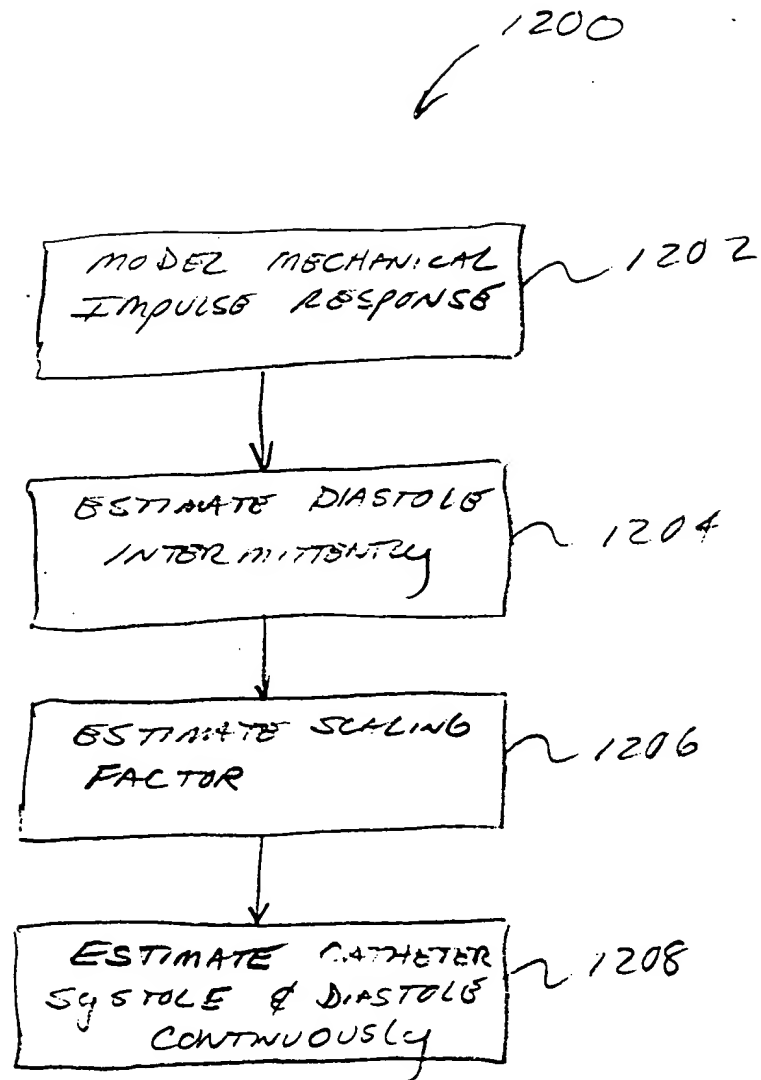 1200
MODEL MECHANICAL
IMPULSE RESPONSE
1202
ESTIMATE DIASTOLE
INTERMITTENTLY
1204
ESTIMATE SCALING
FACTOR
1206
ESTIMATE CATHETER
SYSTOLE & DIASTOLE
CONTINUOUSLY
1208